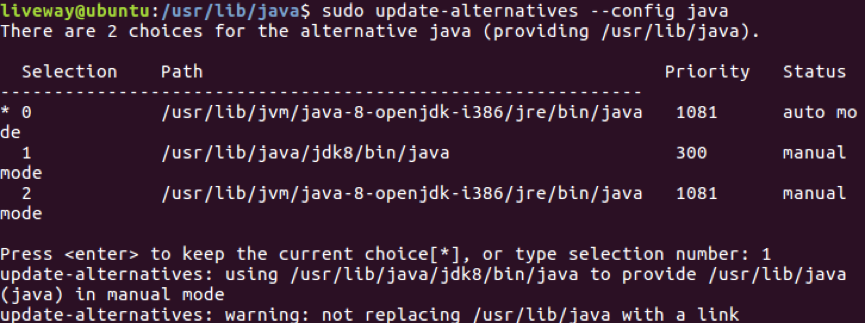 liveway@ubuntu:/usr/lib/java$ sudo update-alternatives --config java
There are 2 choices for the alternative java (providing /usr/lib/java).
Selection Path Priority Status
------------------------------------------------------------
* 0 /usr/lib/jvm/java-8-openjdk-i386/jre/bin/java 1081 auto mo
de
1 /usr/lib/java/jdk8/bin/java 300 manual
mode
2 /usr/lib/jvm/java-8-openjdk-i386/jre/bin/java 1081 manual
mode
Press <enter> to keep the current choice[*], or type selection number: 1
update-alternatives: using /usr/lib/java/jdk8/bin/java to provide /usr/lib/java
(java) in manual mode
update-alternatives: warning: not replacing /usr/lib/java with a link